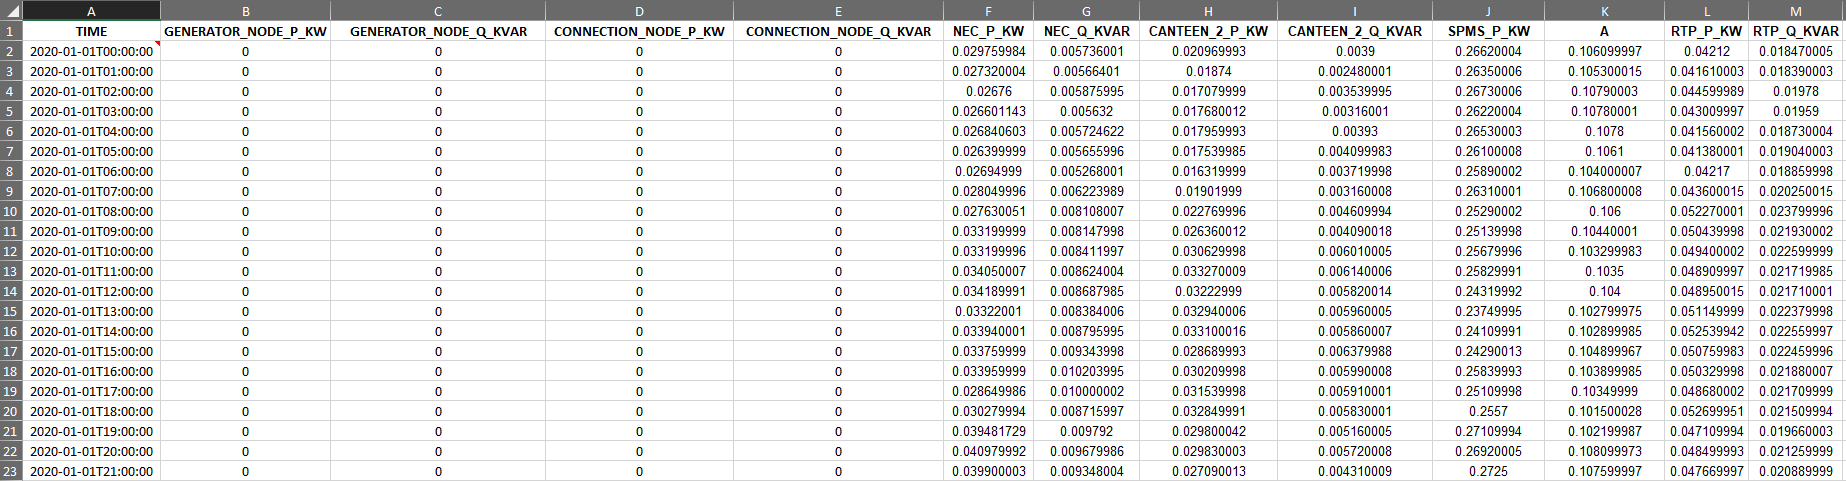 A B C D E F G H I J K L M
1 TIME GENERATOR_NODE_P_KW GENERATOR_NODE_Q_KVAR CONNECTION_NODE_P_KW CONNECTION_NODE_Q_KVAR NEC_P_KW NEC_Q_KVAR CANTEEN_2_P_KW CANTEEN_2_Q_KVAR SPMS_P_KW A RTP_P_KW RTP_Q_KVAR
2 2020-01-01T00:00:00 0 0 0 0 0.029759984 0.005736001 0.020969993 0.0039 0.26620004 0.106099997 0.04212 0.018470005
3 2020-01-01T01:00:00 0 0 0 0 0.027320004 0.00566401 0.01874 0.002480001 0.26350006 0.105300015 0.041610003 0.018390003
4 2020-01-01T02:00:00 0 0 0 0 0.02676 0.005875995 0.017079999 0.003539995 0.26730006 0.10790003 0.044599989 0.01978
5 2020-01-01T03:00:00 0 0 0 0 0.026601143 0.005632 0.017680012 0.00316001 0.26220004 0.10780001 0.043009997 0.01959
6 2020-01-01T04:00:00 0 0 0 0 0.026840603 0.005724622 0.017959993 0.00393 0.26530003 0.1078 0.041560002 0.018730004
7 2020-01-01T05:00:00 0 0 0 0 0.026399999 0.005655996 0.017539985 0.004099983 0.26100008 0.1061 0.041380001 0.019040003
8 2020-01-01T06:00:00 0 0 0 0 0.02694999 0.005268001 0.016319999 0.003719998 0.25890002 0.104000007 0.04217 0.018859998
9 2020-01-01T07:00:00 0 0 0 0 0.028049996 0.006223989 0.01901999 0.003160008 0.26310001 0.106800008 0.043600015 0.020250015
10 2020-01-01T08:00:00 0 0 0 0 0.027630051 0.008108007 0.022769996 0.004609994 0.25290002 0.106 0.052270001 0.023799996
11 2020-01-01T09:00:00 0 0 0 0 0.033199999 0.008147998 0.026360012 0.004090018 0.25139998 0.10440001 0.050439998 0.021930002
12 2020-01-01T10:00:00 0 0 0 0 0.033199996 0.008411997 0.030629998 0.006010005 0.25679996 0.103299983 0.049400002 0.022599999
13 2020-01-01T11:00:00 0 0 0 0 0.034050007 0.008624004 0.033270009 0.006140006 0.25829991 0.1035 0.048909997 0.021719985
14 2020-01-01T12:00:00 0 0 0 0 0.034189991 0.008687985 0.03222999 0.005820014 0.24319992 0.104 0.048950015 0.021710001
15 2020-01-01T13:00:00 0 0 0 0 0.03322001 0.008384006 0.032940006 0.005960005 0.23749995 0.102799975 0.051149999 0.022379998
16 2020-01-01T14:00:00 0 0 0 0 0.033940001 0.008795995 0.033100016 0.005860007 0.24109991 0.102899985 0.052539942 0.022559997
17 2020-01-01T15:00:00 0 0 0 0 0.033759999 0.009343998 0.028689993 0.006379988 0.24290013 0.104899967 0.050759983 0.022459996
18 2020-01-01T16:00:00 0 0 0 0 0.033959999 0.010203995 0.030209998 0.005990008 0.25839993 0.103899985 0.050329998 0.021880007
19 2020-01-01T17:00:00 0 0 0 0 0.028649986 0.010000002 0.031539998 0.005910001 0.25109998 0.10349999 0.048680002 0.021709999
20 2020-01-01T18:00:00 0 0 0 0 0.030279994 0.008715997 0.032849991 0.005830001 0.2557 0.101500028 0.052699951 0.021509994
21 2020-01-01T19:00:00 0 0 0 0 0.039481729 0.009792 0.029800042 0.005160005 0.27109994 0.102199987 0.047109994 0.019660003
22 2020-01-01T20:00:00 0 0 0 0 0.040979992 0.009679986 0.029830003 0.005720008 0.26920005 0.108099973 0.048499993 0.021259999
23 2020-01-01T21:00:00 0 0 0 0 0.039900003 0.009348004 0.027090013 0.004310009 0.2725 0.107599997 0.047669997 0.020889999